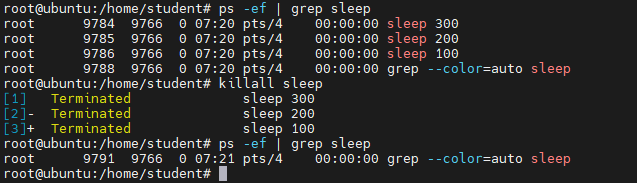 root@ubuntu:/home/student# ps -ef | grep sleep
root        9784    9766  0 07:20 pts/4    00:00:00 sleep 300
root        9785    9766  0 07:20 pts/4    00:00:00 sleep 200
root        9786    9766  0 07:20 pts/4    00:00:00 sleep 100
root        9788    9766  0 07:20 pts/4    00:00:00 grep --color=auto sleep
root@ubuntu:/home/student# killall sleep
[1]   Terminated              sleep 300
[2]-  Terminated              sleep 200
[3]+  Terminated              sleep 100
root@ubuntu:/home/student# ps -ef | grep sleep
root        9791    9766  0 07:21 pts/4    00:00:00 grep --color=auto sleep
root@ubuntu:/home/student#